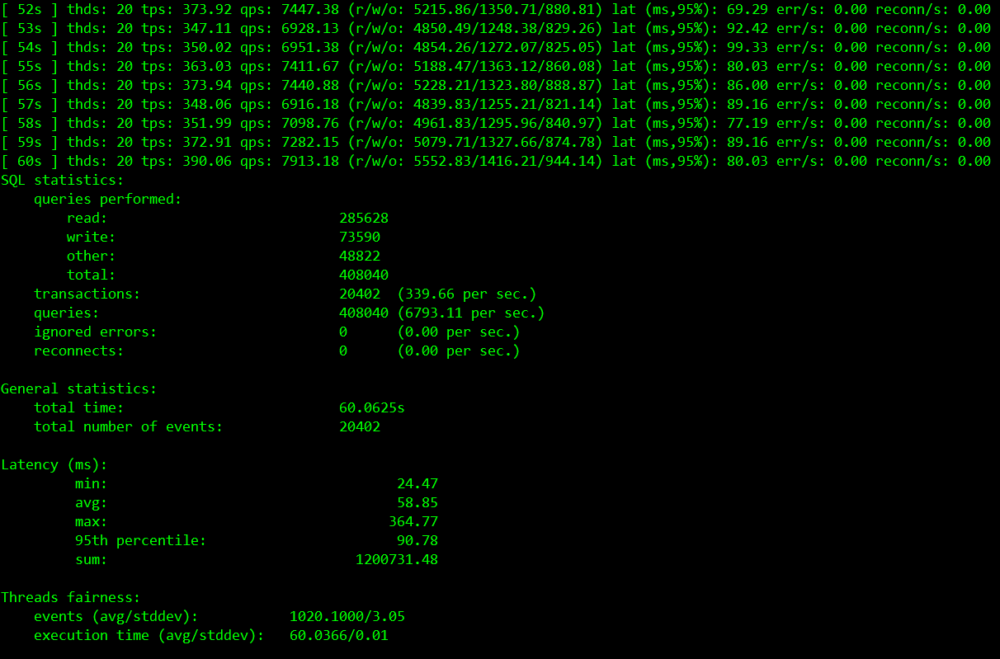 [ 52s ] thds: 20 tps: 373.92 qps: 7447.38 (r/w/o: 5215.86/1350.71/880.81) lat (ms,95%): 69.29 err/s: 0.00 reconn/s: 0.00
[ 53s ] thds: 20 tps: 347.11 qps: 6928.13 (r/w/o: 4850.49/1248.38/829.26) lat (ms,95%): 92.42 err/s: 0.00 reconn/s: 0.00
[ 54s ] thds: 20 tps: 350.02 qps: 6951.38 (r/w/o: 4854.26/1272.07/825.05) lat (ms,95%): 99.33 err/s: 0.00 reconn/s: 0.00
[ 55s ] thds: 20 tps: 363.03 qps: 7411.67 (r/w/o: 5188.47/1363.12/860.08) lat (ms,95%): 80.03 err/s: 0.00 reconn/s: 0.00
[ 56s ] thds: 20 tps: 373.94 qps: 7440.88 (r/w/o: 5228.21/1323.80/888.87) lat (ms,95%): 86.00 err/s: 0.00 reconn/s: 0.00
[ 57s ] thds: 20 tps: 348.06 qps: 6916.18 (r/w/o: 4839.83/1255.21/821.14) lat (ms,95%): 89.16 err/s: 0.00 reconn/s: 0.00
[ 58s ] thds: 20 tps: 351.99 qps: 7098.76 (r/w/o: 4961.83/1295.96/840.97) lat (ms,95%): 77.19 err/s: 0.00 reconn/s: 0.00
[ 59s ] thds: 20 tps: 372.91 qps: 7282.15 (r/w/o: 5079.71/1327.66/874.78) lat (ms,95%): 89.16 err/s: 0.00 reconn/s: 0.00
[ 60s ] thds: 20 tps: 390.06 qps: 7913.18 (r/w/o: 5552.83/1416.21/944.14) lat (ms,95%): 80.03 err/s: 0.00 reconn/s: 0.00
SQL statistics:
    queries performed:
        read:                            285628
        write:                           73590
        other:                           48822
        total:                           408040
    transactions:                        20402  (339.66 per sec.)
    queries:                             408040 (6793.11 per sec.)
    ignored errors:                      0      (0.00 per sec.)
    reconnects:                          0      (0.00 per sec.)

General statistics:
    total time:                          60.0625s
    total number of events:              20402

Latency (ms):
         min:                                   24.47
         avg:                                   58.85
         max:                                  364.77
         95th percentile:                       90.78
         sum:                              1200731.48

Threads fairness:
    events (avg/stddev):           1020.1000/3.05
    execution time (avg/stddev):   60.0366/0.01